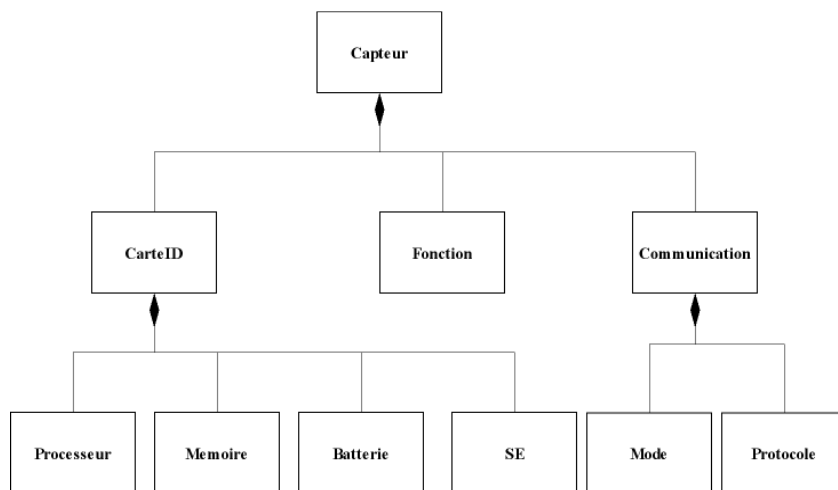 Capteur
CarteID
Fonction
Communication
Processeur
Memoire
Batterie
SE
Mode
Protocole